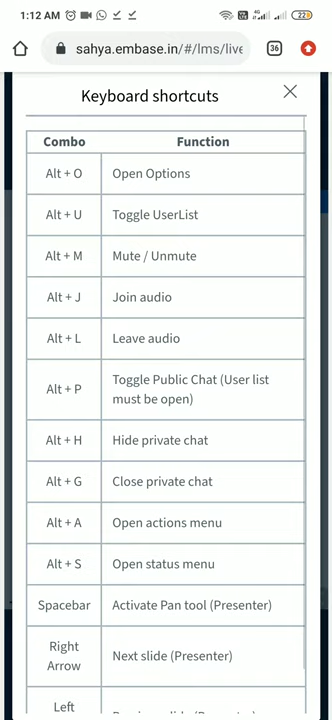 1:12 AM 22
sahya.embase.in/#/lms/live 36
Keyboard shortcuts
Combo Function
Alt + O Open Options
Alt + U Toggle UserList
Alt + M Mute / Unmute
Alt + J Join audio
Alt + L Leave audio
Alt + P Toggle Public Chat (User list
must be open)
Alt + H Hide private chat
Alt + G Close private chat
Alt + A Open actions menu
Alt + S Open status menu
Spacebar Activate Pan tool (Presenter)
Right
Arrow Next slide (Presenter)
Left